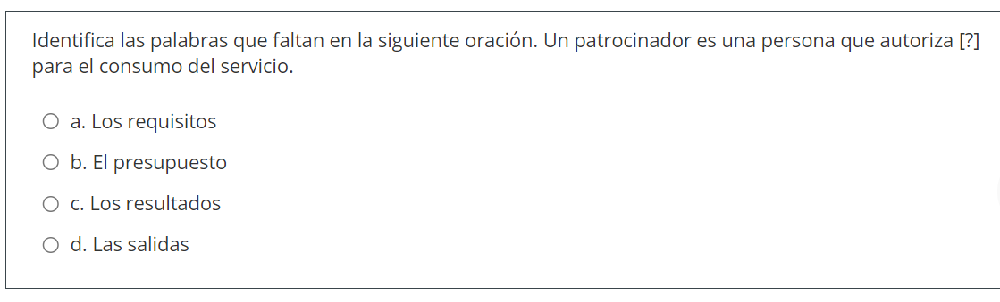 Identifica las palabras que faltan en la siguiente oración. Un patrocinador es una persona que autoriza [?]
para el consumo del servicio.
a. Los requisitos
b. El presupuesto
c. Los resultados
d. Las salidas